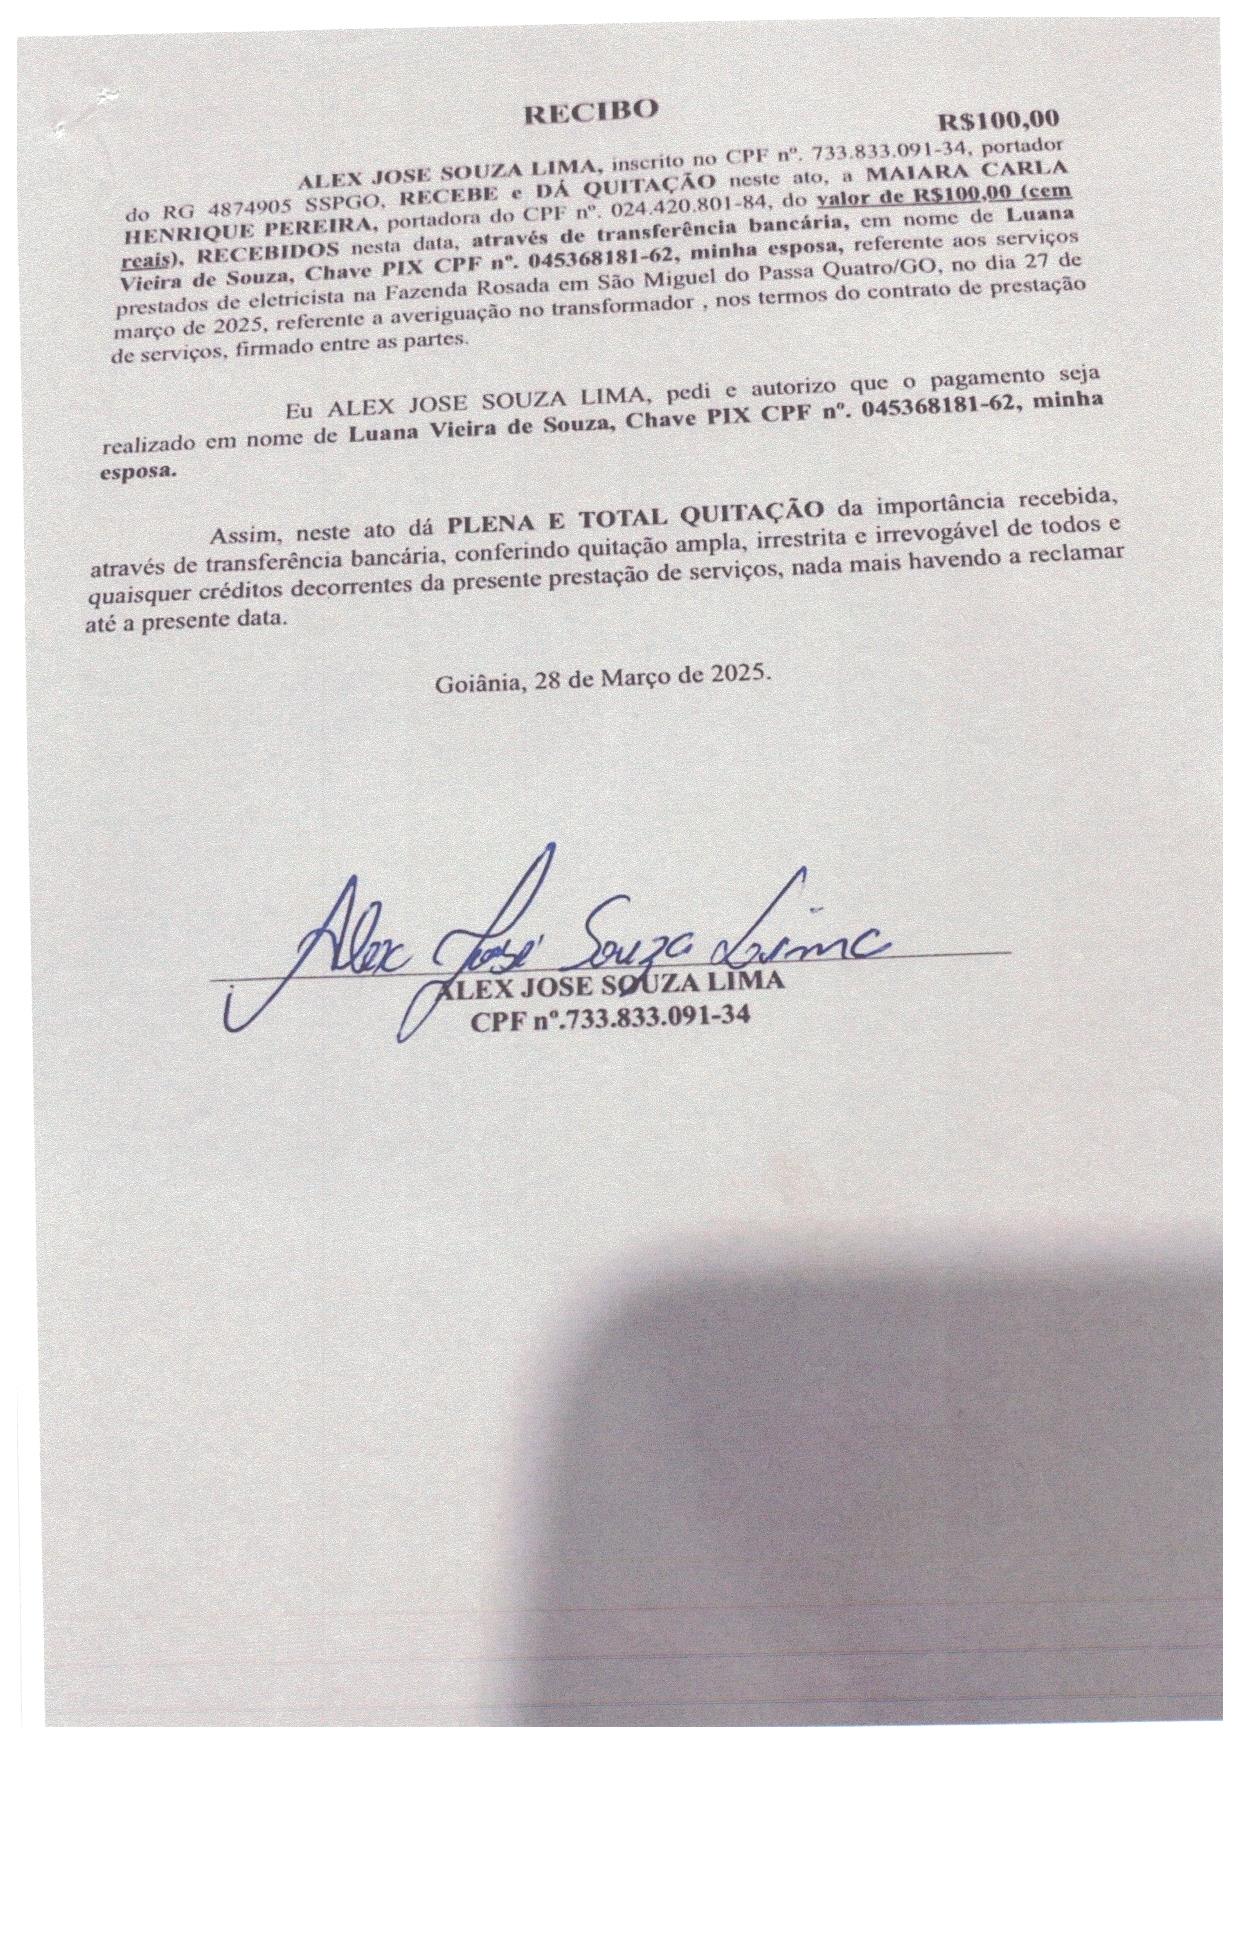 RECIBO
R$100,00
ALEX JOSE SOUZA LIMA, inscrito no CPF nº. 733.833.091-34, portador
do RG 4874905 SSPGO, RECEBE e DÁ QUITAÇÃO neste ato, a MAIARA CARLA
HENRIQUE PEREIRA, portadora do CPF nº. 024.420.801-84, do valor de R$100,00 (cem
reais), RECEBIDOS nesta data, através de transferência bancária, em nome de Luana
Vieira de Souza, Chave PIX CPF nº. 045368181-62, minha esposa, referente aos serviços
prestados de eletricista na Fazenda Rosada em São Miguel do Passa Quatro/GO, no dia 27 de
março de 2025, referente a averiguação no transformador , nos termos do contrato de prestação
de serviços, firmado entre as partes.
Eu ALEX JOSE SOUZA LIMA, pedi e autorizo que o pagamento seja
realizado em nome de Luana Vieira de Souza, Chave PIX CPF nº. 045368181-62, minha
esposa.
Assim, neste ato dá PLENA E TOTAL QUITAÇÃO da importância recebida,
através de transferência bancária, conferindo quitação ampla, irrestrita e irrevogável de todos e
quaisquer créditos decorrentes da presente prestação de serviços, nada mais havendo a reclamar
até a presente data.
Goiânia, 28 de Março de 2025.
Alex José Souza Lima
ALEX JOSE SOUZA LIMA
CPF nº.733.833.091-34